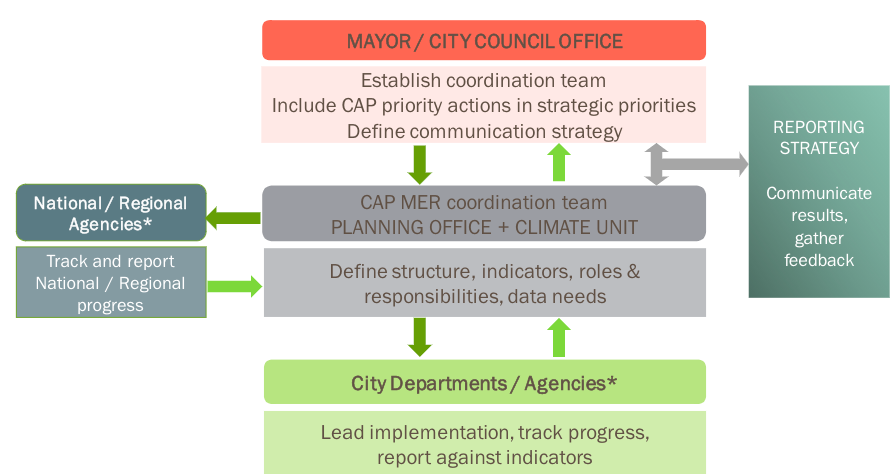 MAYOR / CITY COUNCIL OFFICE
Establish coordination team
Include CAP priority actions in strategic priorities
Define communication strategy
REPORTING
STRATEGY
Communicate
results,
gather
feedback
National / Regional
Agencies*
Track and report
National / Regional
progress
CAP MER coordination team
PLANNING OFFICE + CLIMATE UNIT
Define structure, indicators, roles &
responsibilities, data needs
City Departments / Agencies*
Lead implementation, track progress,
report against indicators